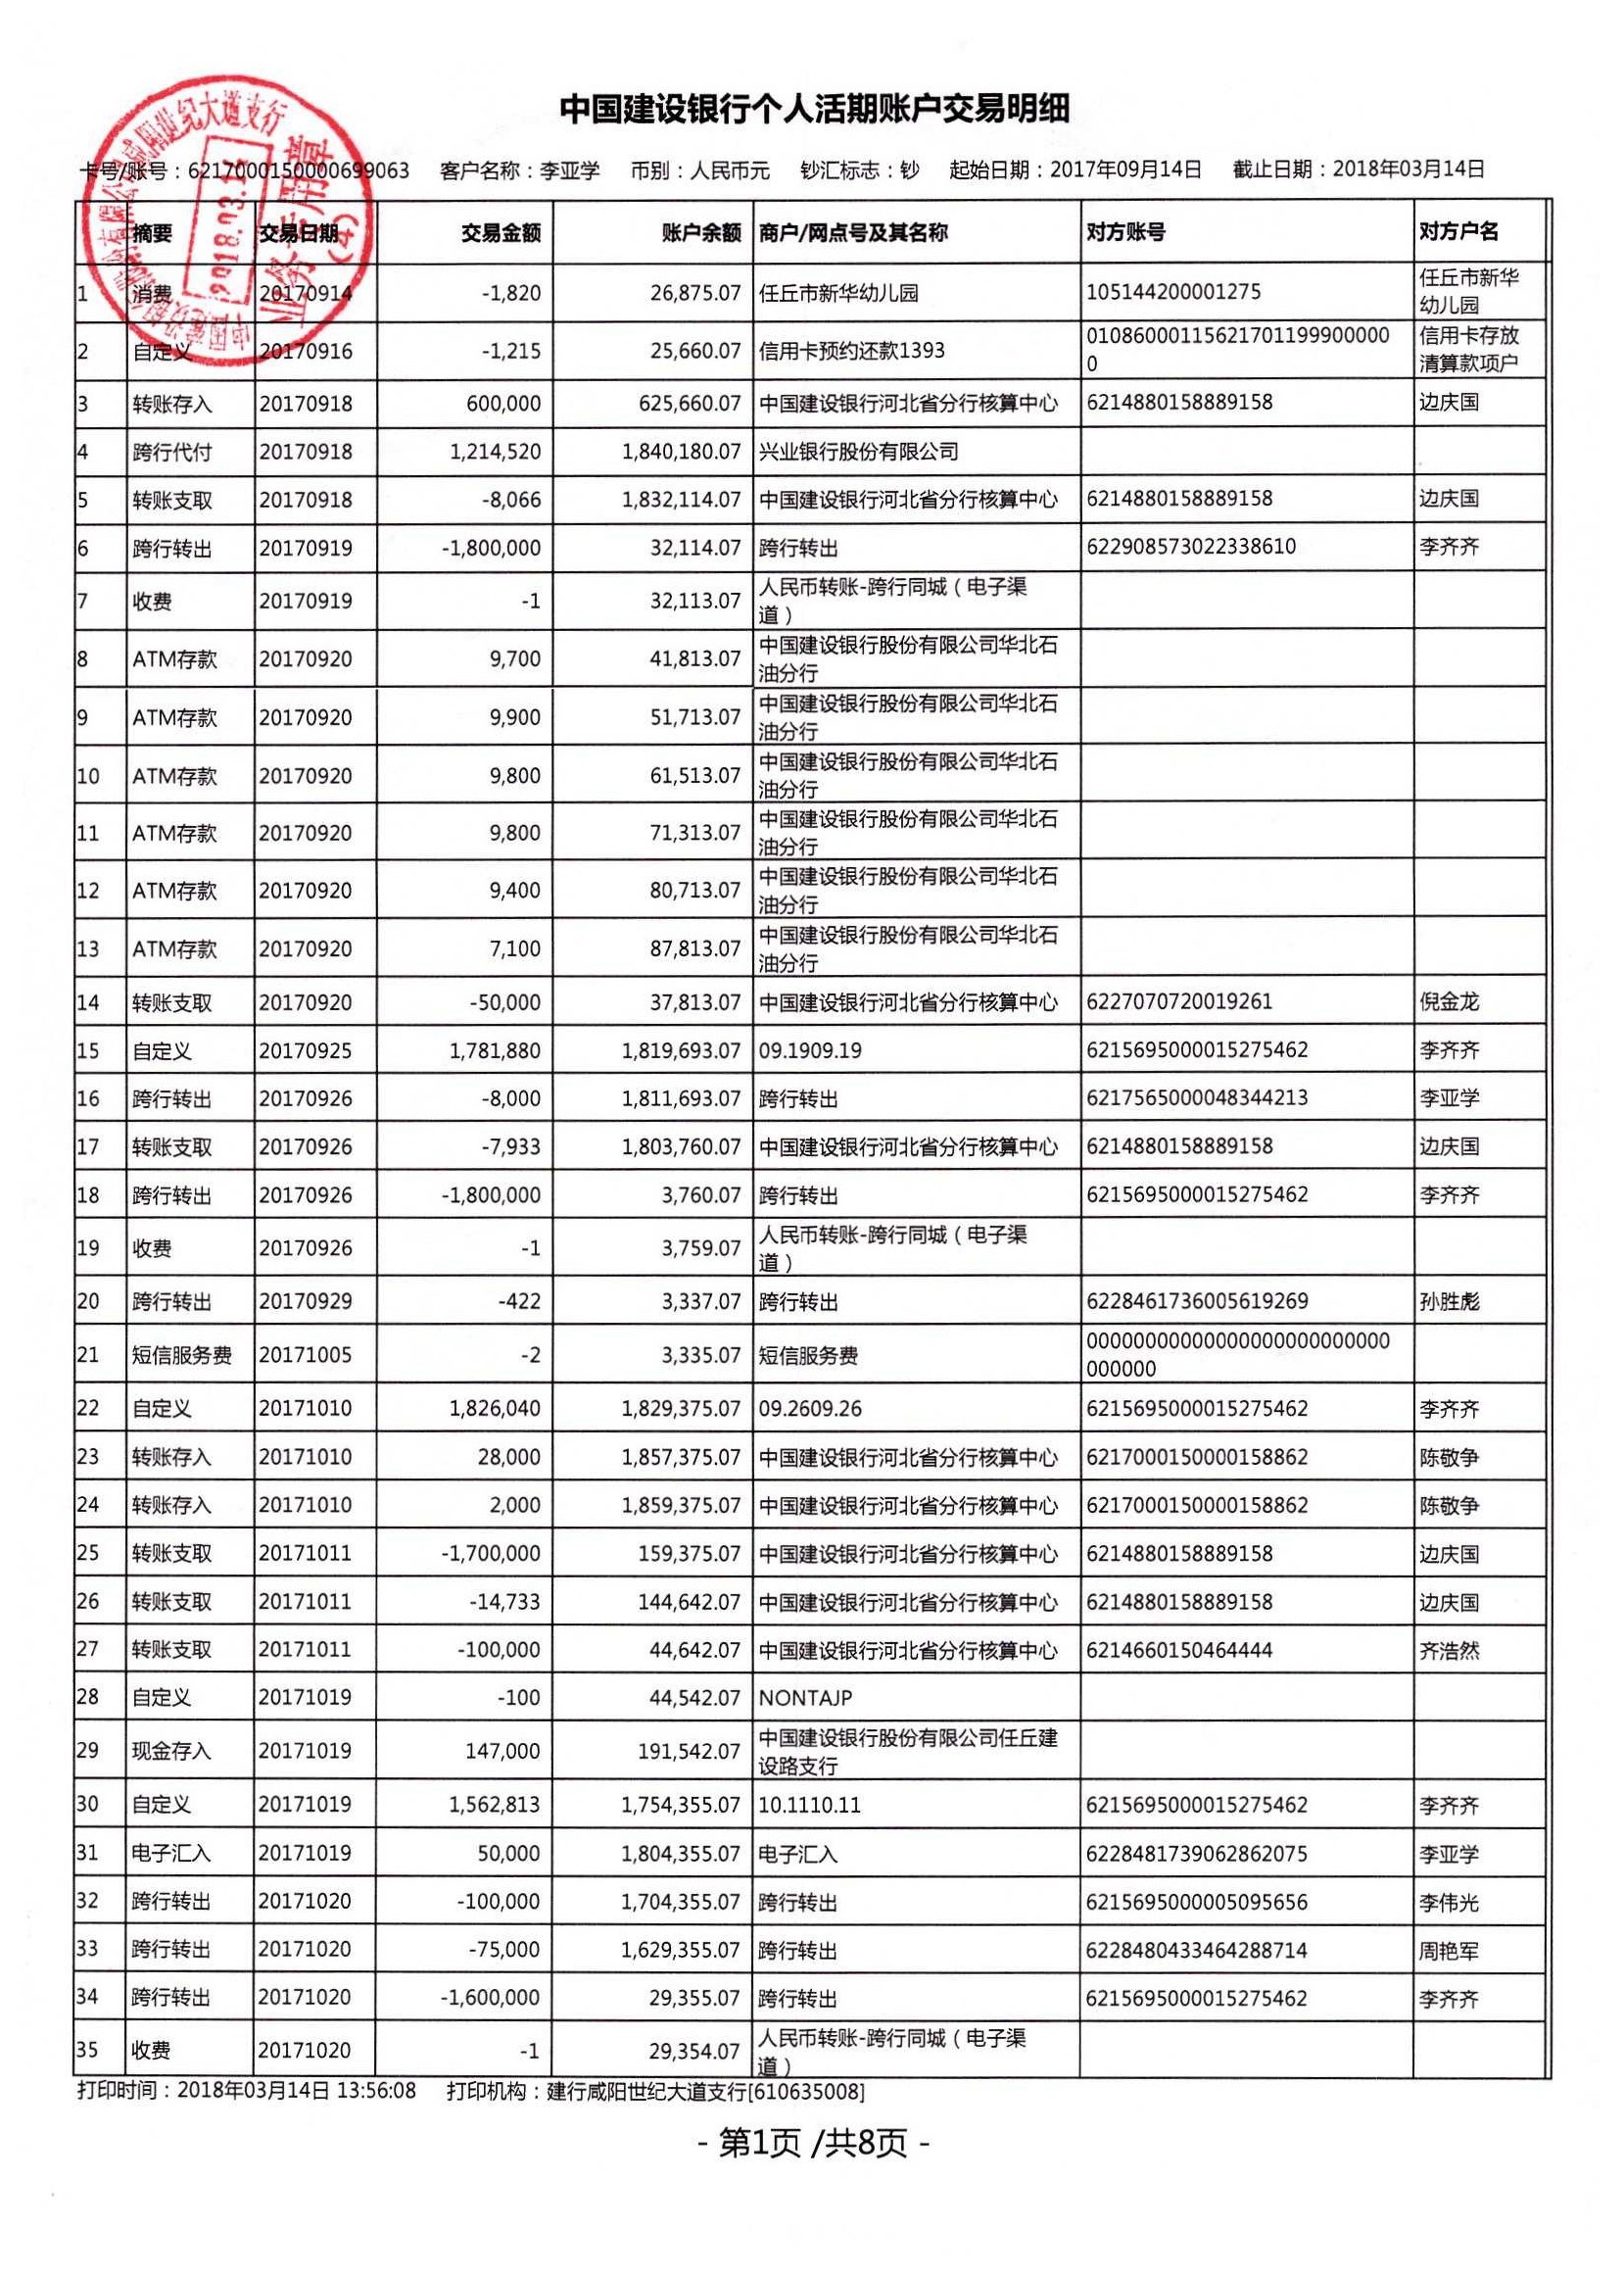 中国建设银行个人活期账户交易明细
卡号/账号：6217000150000699063 客户名称：李亚学 币别：人民币元 钞汇标志：钞 起始日期：2017年09月14日 截止日期：2018年03月14日
摘要 交易日期 交易金额 账户余额 商户/网点号及其名称 对方账号 对方户名
1 消费 20170914 -1,820 26,875.07 任丘市新华幼儿园 105144200001275 任丘市新华
幼儿园
2 自定义 20170916 -1,215 25,660.07 信用卡预约还款1393 010860001156217011999000000 信用卡存放
0 清算款项户
3 转账存入 20170918 600,000 625,660.07 中国建设银行河北省分行核算中心 6214880158889158 边庆国
4 跨行代付 20170918 1,214,520 1,840,180.07 兴业银行股份有限公司
5 转账支取 20170918 -8,066 1,832,114.07 中国建设银行河北省分行核算中心 6214880158889158 边庆国
6 跨行转出 20170919 -1,800,000 32,114.07 跨行转出 622908573022338610 李齐齐
7 收费 20170919 -1 32,113.07 人民币转账-跨行同城（电子渠
道）
8 ATM存款 20170920 9,700 41,813.07 中国建设银行股份有限公司华北石
油分行
9 ATM存款 20170920 9,900 51,713.07 中国建设银行股份有限公司华北石
油分行
10 ATM存款 20170920 9,800 61,513.07 中国建设银行股份有限公司华北石
油分行
11 ATM存款 20170920 9,800 71,313.07 中国建设银行股份有限公司华北石
油分行
12 ATM存款 20170920 9,400 80,713.07 中国建设银行股份有限公司华北石
油分行
13 ATM存款 20170920 7,100 87,813.07 中国建设银行股份有限公司华北石
油分行
14 转账支取 20170920 -50,000 37,813.07 中国建设银行河北省分行核算中心 6227070720019261 倪金龙
15 自定义 20170925 1,781,880 1,819,693.07 09.1909.19 6215695000015275462 李齐齐
16 跨行转出 20170926 -8,000 1,811,693.07 跨行转出 6217565000048344213 李亚学
17 转账支取 20170926 -7,933 1,803,760.07 中国建设银行河北省分行核算中心 6214880158889158 边庆国
18 跨行转出 20170926 -1,800,000 3,760.07 跨行转出 6215695000015275462 李齐齐
19 收费 20170926 -1 3,759.07 人民币转账-跨行同城（电子渠
道）
20 跨行转出 20170929 -422 3,337.07 跨行转出 6228461736005619269 孙胜彪
21 短信服务费 20171005 -2 3,335.07 短信服务费 00000000000000000000000000
000000
22 自定义 20171010 1,826,040 1,829,375.07 09.2609.26 6215695000015275462 李齐齐
23 转账存入 20171010 28,000 1,857,375.07 中国建设银行河北省分行核算中心 6217000150000158862 陈敬争
24 转账存入 20171010 2,000 1,859,375.07 中国建设银行河北省分行核算中心 6217000150000158862 陈敬争
25 转账支取 20171011 -1,700,000 159,375.07 中国建设银行河北省分行核算中心 6214880158889158 边庆国
26 转账支取 20171011 -14,733 144,642.07 中国建设银行河北省分行核算中心 6214880158889158 边庆国
27 转账支取 20171011 -100,000 44,642.07 中国建设银行河北省分行核算中心 6214660150464444 齐浩然
28 自定义 20171019 -100 44,542.07 NONTAJP
29 现金存入 20171019 147,000 191,542.07 中国建设银行股份有限公司任丘建
设路支行
30 自定义 20171019 1,562,813 1,754,355.07 10.1110.11 6215695000015275462 李齐齐
31 电子汇入 20171019 50,000 1,804,355.07 电子汇入 6228481739062862075 李亚学
32 跨行转出 20171020 -100,000 1,704,355.07 跨行转出 6215695000005095656 李伟光
33 跨行转出 20171020 -75,000 1,629,355.07 跨行转出 6228480433464288714 周艳军
34 跨行转出 20171020 -1,600,000 29,355.07 跨行转出 6215695000015275462 李齐齐
35 收费 20171020 -1 29,354.07 人民币转账-跨行同城（电子渠
道）
打印时间：2018年03月14日 13:56:08 打印机构：建行咸阳世纪大道支行[610635008]
- 第1页 /共8页 -
2018.03.14
业务专用章
(4)